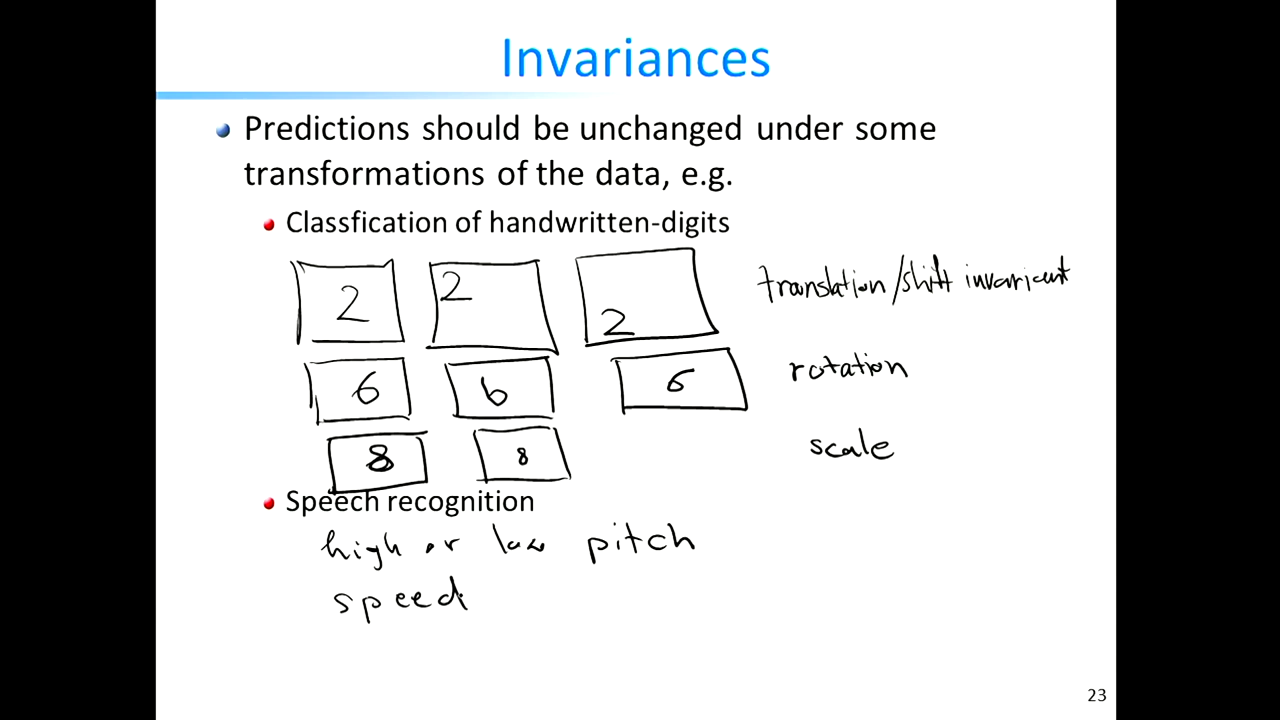 Invariances
Predictions should be unchanged under some
transformations of the data, e.g.
Classfication of handwritten-digits
2 2 2 translation/shift invariant
6 6 6 rotation
8 8 scale
Speech recognition
high or low pitch
speed
23